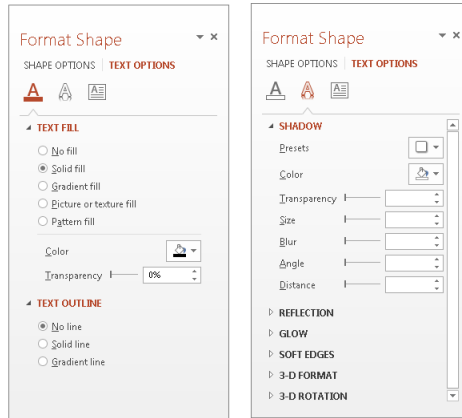 Format Shape
SHAPE OPTIONS TEXT OPTIONS
TEXT FILL
No fill
Solid fill
Gradient fill
Picture or texture fill
Pattern fill
Color
Transparency 0%
TEXT OUTLINE
No line
Solid line
Gradient line
Format Shape
SHAPE OPTIONS TEXT OPTIONS
SHADOW
Presets
Color
Transparency
Size
Blur
Angle
Distance
REFLECTION
GLOW
SOFT EDGES
3-D FORMAT
3-D ROTATION